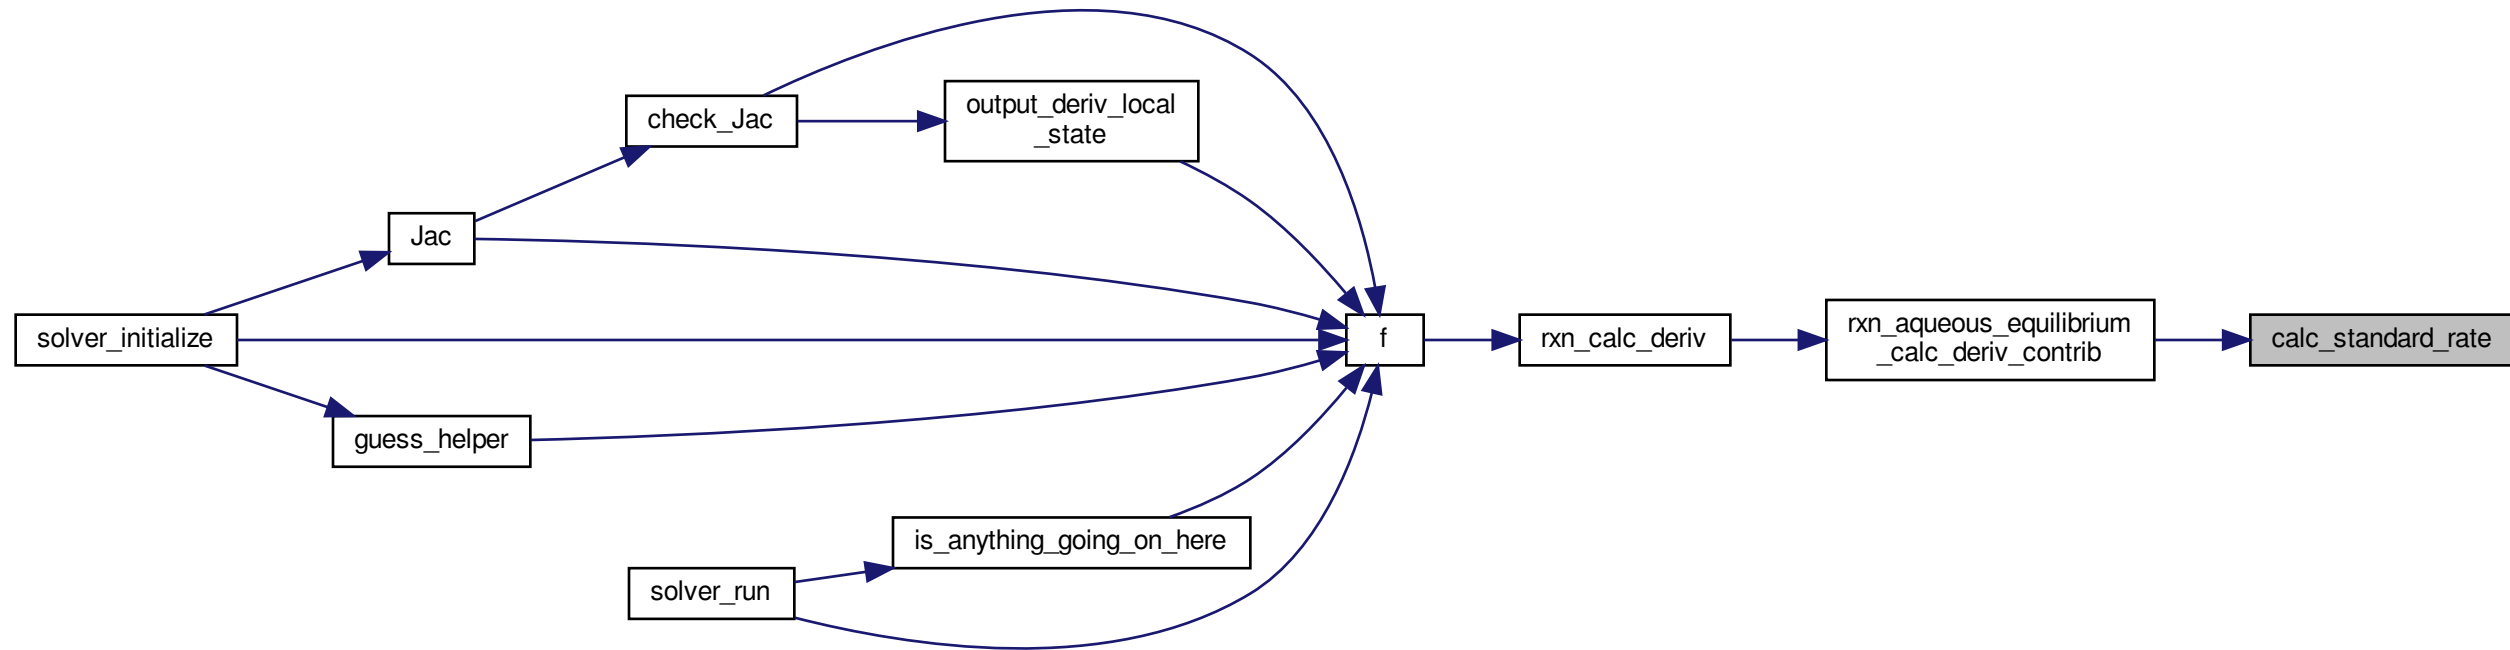 check_Jac
output_deriv_local
_state
Jac
solver_initialize
f
rxn_calc_deriv
rxn_aqueous_equilibrium
_calc_deriv_contrib
calc_standard_rate
guess_helper
is_anything_going_on_here
solver_run